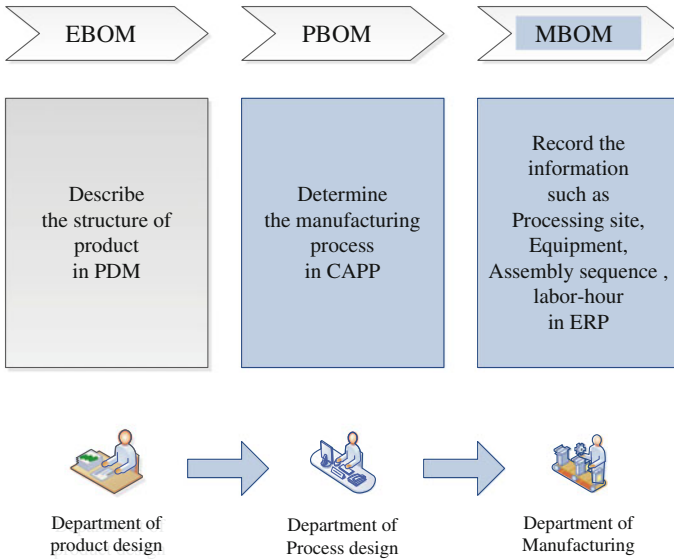 EBOM
PBOM
MBOM
Describe
the structure of
product
in PDM
Determine
the manufacturing
process
in CAPP
Record the
information
such as
Processing site,
Equipment,
Assembly sequence ,
labor-hour
in ERP
Department of
product design
Department of
Process design
Department of
Manufacturing